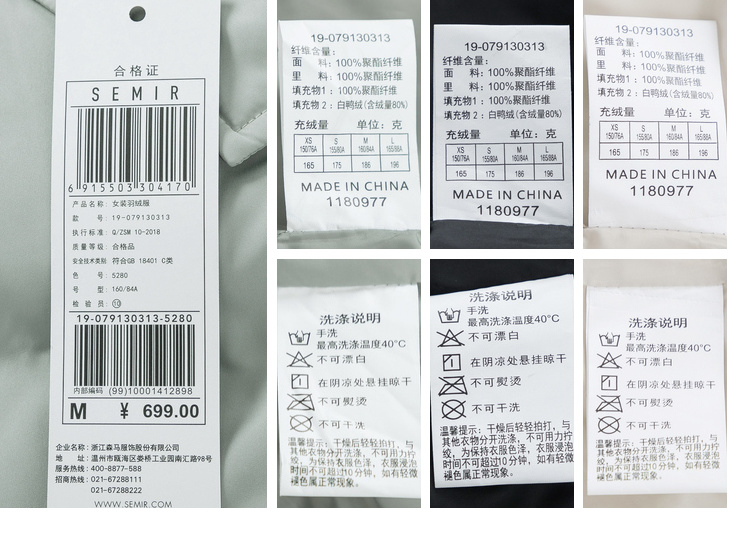 合格证
SEMIR
6 915503 304170
产品名称: 女装羽绒服
款 号: 19-079130313
执行标准: Q/ZSM 10-2018
质量等级: 合格品
安全技术类别: 符合GB 18401 C类
色 号: 5280
号 型: 160/84A
检 验 员: ⑩
19-079130313-5280
内部编码 (99)10001412898
M ¥ 699.00
企业名称: 浙江森马服饰股份有限公司
地 址: 温州市瓯海区娄桥工业园南汇路98号
服务热线: 400-8877-588
招商热线: 021-67288111
021-67288222
WWW.SEMIR.COM
19-079130313
纤维含量:
面 料: 100%聚酯纤维
里 料: 100%聚酯纤维
填充物1: 100%聚酯纤维
填充物 2: 白鸭绒(含绒量80%)
充绒量 单位: 克
XS S M L
150/76A 155/80A 160/84A 165/88A
165 175 186 196
MADE IN CHINA
1180977
19-079130313
纤维含量:
面 料: 100%聚酯纤维
里 料: 100%聚酯纤维
填充物1: 100%聚酯纤维
填充物 2: 白鸭绒(含绒量80%)
充绒量 单位: 克
XS S M L
150/76A 155/80A 160/84A 165/88A
165 175 186 196
MADE IN CHINA
1180977
19-079130313
纤维含量:
面 料: 100%聚酯纤维
里 料: 100%聚酯纤维
填充物1: 100%聚酯纤维
填充物 2: 白鸭绒(含绒量80%)
充绒量 单位: 克
XS S M L
150/76A 155/80A 160/84A 165/88A
165 175 186 196
MADE IN CHINA
1180977
洗涤说明
手洗
最高洗涤温度40°C
不可漂白
在阴凉处悬挂晾干
不可熨烫
不可干洗
温馨提示: 干燥后轻轻拍打, 与
其他衣物分开洗涤, 不可用力拧
绞, 为保持衣服色泽, 衣服浸泡
时间不可超过10分钟, 如有轻微
褪色属正常现象。
洗涤说明
手洗
最高洗涤温度40°C
不可漂白
在阴凉处悬挂晾干
不可熨烫
不可干洗
温馨提示: 干燥后轻轻拍打, 与
其他衣物分开洗涤, 不可用力拧
绞, 为保持衣服色泽, 衣服浸泡
时间不可超过10分钟, 如有轻微
褪色属正常现象。
洗涤说明
手洗
最高洗涤温度40°C
不可漂白
在阴凉处悬挂晾干
不可熨烫
不可干洗
温馨提示: 干燥后轻轻拍打, 与
其他衣物分开洗涤, 不可用力拧
绞, 为保持衣服色泽, 衣服浸泡
时间不可超过10分钟, 如有轻微
褪色属正常现象。